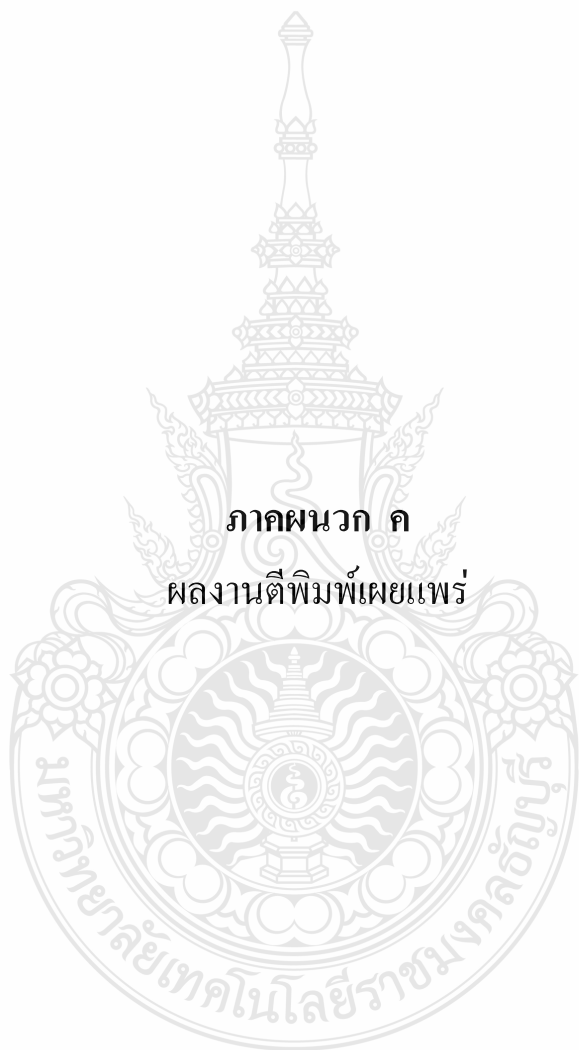 ภาคผนวก ค
ผลงานตีพิมพ์เผยแพร่
มหาวิทยาลัยเทคโนโลยีราชมงคลธัญบุรี